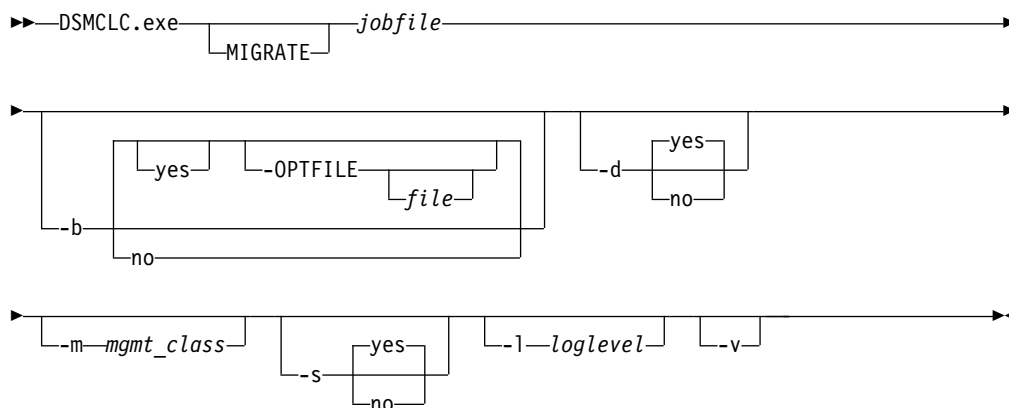 DSMCLC.exe jobfile
MIGRATE
yes -OPTFILE
file
-b
no
yes
-d
no
-m mgmt_class
yes
-s
no
-l loglevel
-v